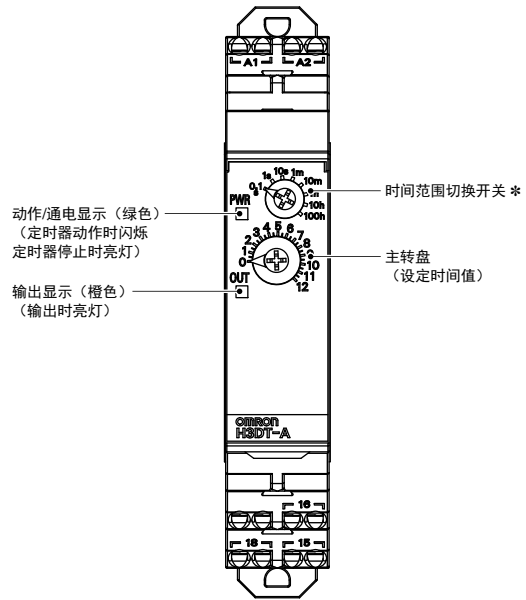 A1 A2
0.1s 1s 10s 1m 10m 1h 10h 100h
时间范围切换开关 *
PWR
动作/通电显示（绿色）
（定时器动作时闪烁
定时器停止时亮灯）
0 1 2 3 4 5 6 7 8 9 10 11 12
主转盘
（设定时间值）
OUT
输出显示（橙色）
（输出时亮灯）
OMRON
H3DT-A
16
18 15